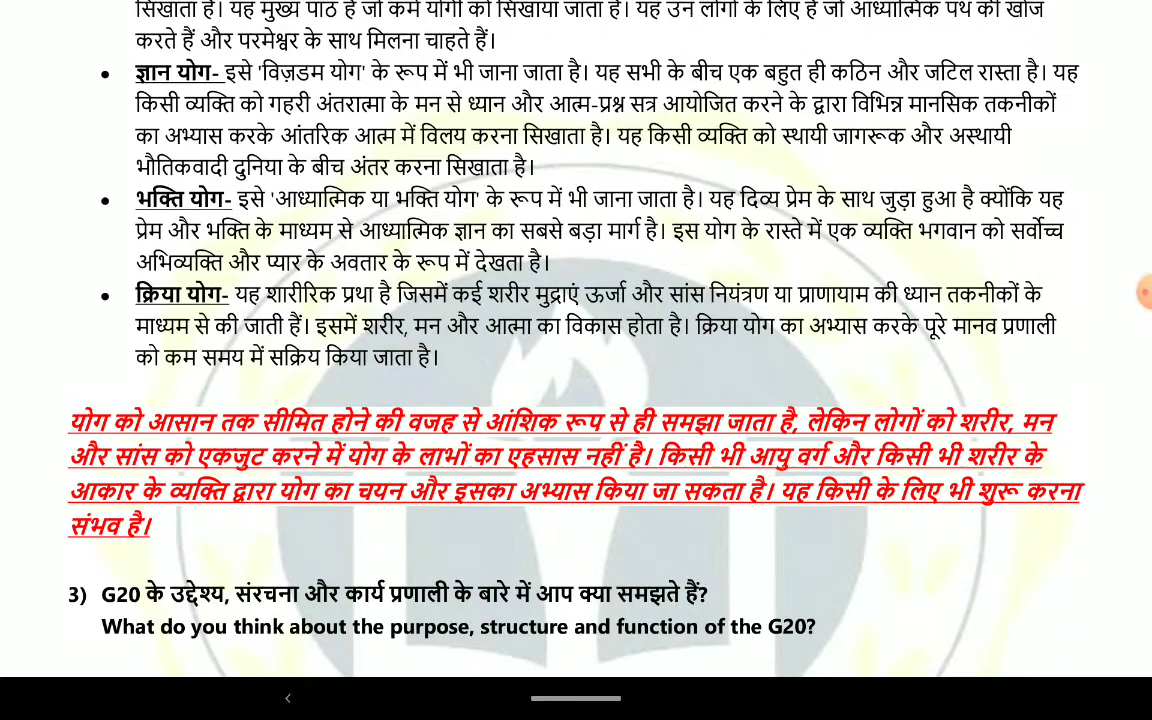 सिखाता है। यह मुख्य पाठ है जो कर्म योगी को सिखाया जाता है। यह उन लोगों के लिए है जो आध्यात्मिक पथ की खोज
करते हैं और परमेश्वर के साथ मिलना चाहते हैं।
• ज्ञान योग- इसे 'विज़डम योग' के रूप में भी जाना जाता है। यह सभी के बीच एक बहुत ही कठिन और जटिल रास्ता है। यह
किसी व्यक्ति को गहरी अंतरात्मा के मन से ध्यान और आत्म-प्रश्न सत्र आयोजित करने के द्वारा विभिन्न मानसिक तकनीकों
का अभ्यास करके आंतरिक आत्म में विलय करना सिखाता है। यह किसी व्यक्ति को स्थायी जागरूक और अस्थायी
भौतिकवादी दुनिया के बीच अंतर करना सिखाता है।
• भक्ति योग- इसे 'आध्यात्मिक या भक्ति योग' के रूप में भी जाना जाता है। यह दिव्य प्रेम के साथ जुड़ा हुआ है क्योंकि यह
प्रेम और भक्ति के माध्यम से आध्यात्मिक ज्ञान का सबसे बड़ा मार्ग है। इस योग के रास्ते में एक व्यक्ति भगवान को सर्वोच्च
अभिव्यक्ति और प्यार के अवतार के रूप में देखता है।
• क्रिया योग- यह शारीरिक प्रथा है जिसमें कई शरीर मुद्राएं ऊर्जा और सांस नियंत्रण या प्राणायाम की ध्यान तकनीकों के
माध्यम से की जाती हैं। इसमें शरीर, मन और आत्मा का विकास होता है। क्रिया योग का अभ्यास करके पूरे मानव प्रणाली
को कम समय में सक्रिय किया जाता है।
योग को आसान तक सीमित होने की वजह से आंशिक रूप से ही समझा जाता है, लेकिन लोगों को शरीर, मन
और सांस को एकजुट करने में योग के लाभों का एहसास नहीं है। किसी भी आयु वर्ग और किसी भी शरीर के
आकार के व्यक्ति द्वारा योग का चयन और इसका अभ्यास किया जा सकता है। यह किसी के लिए भी शुरू करना
संभव है।
3) G20 के उद्देश्य, संरचना और कार्य प्रणाली के बारे में आप क्या समझते हैं?
What do you think about the purpose, structure and function of the G20?